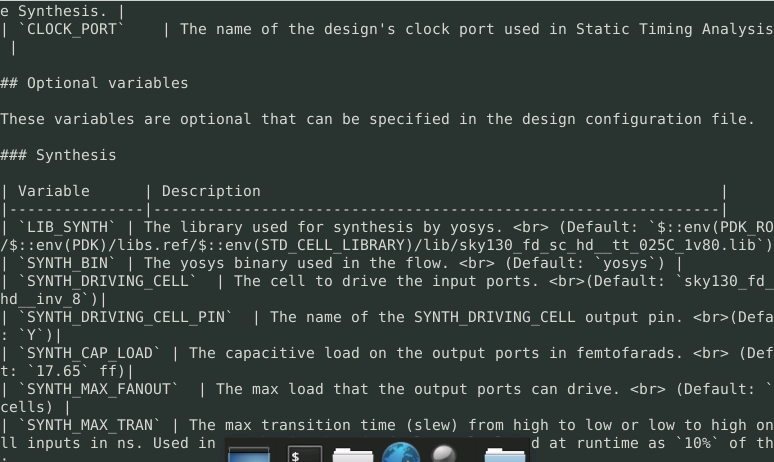 e Synthesis. |
| `CLOCK_PORT`    | The name of the design's clock port used in Static Timing Analysis
 |
## Optional variables
These variables are optional that can be specified in the design configuration file.
### Synthesis
| Variable      | Description                                                   |
|---------------|---------------------------------------------------------------|
| `LIB_SYNTH` | The library used for synthesis by yosys. <br> (Default: `$::env(PDK_RO
/$::env(PDK)/libs.ref/$::env(STD_CELL_LIBRARY)/lib/sky130_fd_sc_hd__tt_025C_1v80.lib`)
| `SYNTH_BIN` | The yosys binary used in the flow. <br> (Default: `yosys`) |
| `SYNTH_DRIVING_CELL`  | The cell to drive the input ports. <br>(Default: `sky130_fd_
hd__inv_8`)|
| `SYNTH_DRIVING_CELL_PIN`  | The name of the SYNTH_DRIVING_CELL output pin. <br>(Defa
: `Y`)|
| `SYNTH_CAP_LOAD` | The capacitive load on the output ports in femtofarads. <br> (Def
t: `17.65` ff)|
| `SYNTH_MAX_FANOUT`  | The max load that the output ports can drive. <br> (Default: `
cells) |
| `SYNTH_MAX_TRAN` | The max transition time (slew) from high to low or low to high on
ll inputs in ns. Used in
d at runtime as `10%` of th
$